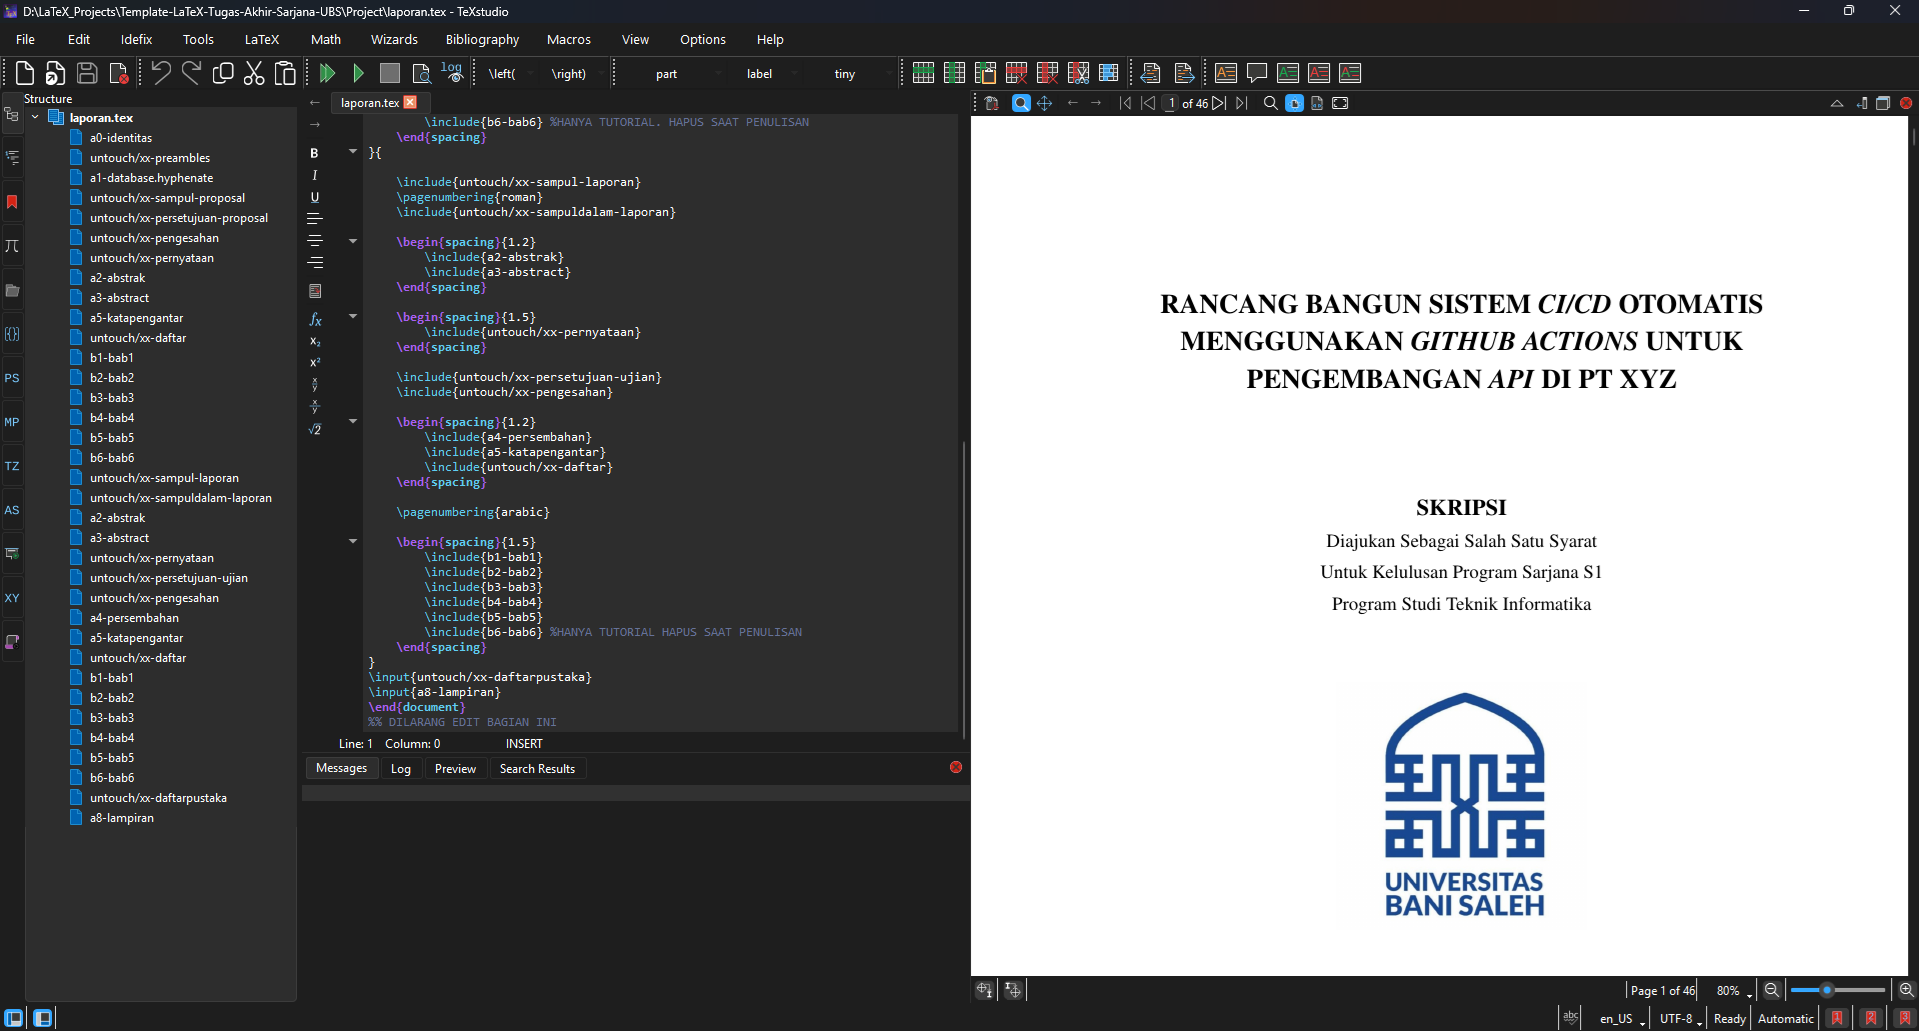 D:\LaTeX_Projects\Template-LaTeX-Tugas-Akhir-Sarjana-UBS\Project\laporan.tex - TeXstudio
File Edit Idefix Tools LaTeX Math Wizards Bibliography Macros View Options Help
log \left( \right) part label tiny
Structure
laporan.tex
a0-identitas
untouch/xx-preambles
a1-database.hyphenate
untouch/xx-sampul-proposal
untouch/xx-persetujuan-proposal
untouch/xx-pengesahan
untouch/xx-pernyataan
a2-abstrak
a3-abstract
a5-katapengantar
untouch/xx-daftar
b1-bab1
b2-bab2
b3-bab3
b4-bab4
b5-bab5
b6-bab6
untouch/xx-sampul-laporan
untouch/xx-sampuldalam-laporan
a2-abstrak
a3-abstract
untouch/xx-pernyataan
untouch/xx-persetujuan-ujian
untouch/xx-pengesahan
a4-persembahan
a5-katapengantar
untouch/xx-daftar
b1-bab1
b2-bab2
b3-bab3
b4-bab4
b5-bab5
b6-bab6
untouch/xx-daftarpustaka
a8-lampiran
PS
MP
TZ
AS
XY
laporan.tex
B
I
U
\include{b6-bab6} %HANYA TUTORIAL. HAPUS SAAT PENULISAN
\end{spacing}
}{
\include{untouch/xx-sampul-laporan}
\pagenumbering{roman}
\include{untouch/xx-sampuldalam-laporan}
\begin{spacing}{1.2}
\include{a2-abstrak}
\include{a3-abstract}
\end{spacing}
\begin{spacing}{1.5}
\include{untouch/xx-pernyataan}
\end{spacing}
\include{untouch/xx-persetujuan-ujian}
\include{untouch/xx-pengesahan}
\begin{spacing}{1.2}
\include{a4-persembahan}
\include{a5-katapengantar}
\include{untouch/xx-daftar}
\end{spacing}
\pagenumbering{arabic}
\begin{spacing}{1.5}
\include{b1-bab1}
\include{b2-bab2}
\include{b3-bab3}
\include{b4-bab4}
\include{b5-bab5}
\include{b6-bab6} %HANYA TUTORIAL HAPUS SAAT PENULISAN
\end{spacing}
}
\input{untouch/xx-daftarpustaka}
\input{a8-lampiran}
\end{document}
%% DILARANG EDIT BAGIAN INI
Line: 1 Column: 0 INSERT
Messages Log Preview Search Results
1 of 46
RANCANG BANGUN SISTEM CI/CD OTOMATIS
MENGGUNAKAN GITHUB ACTIONS UNTUK
PENGEMBANGAN API DI PT XYZ
SKRIPSI
Diajukan Sebagai Salah Satu Syarat
Untuk Kelulusan Program Sarjana S1
Program Studi Teknik Informatika
UNIVERSITAS
BANI SALEH
Page 1 of 46 80%
abc en_US UTF-8 Ready Automatic 1 2 3